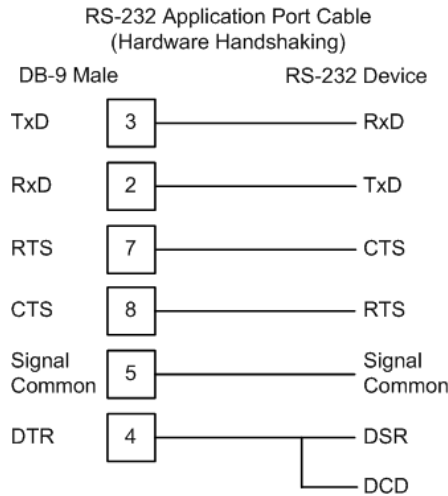 RS-232 Application Port Cable
(Hardware Handshaking)
DB-9 Male RS-232 Device
TxD 3 RxD
RxD 2 TxD
RTS 7 CTS
CTS 8 RTS
Signal Common 5 Signal Common
DTR 4 DSR
DCD